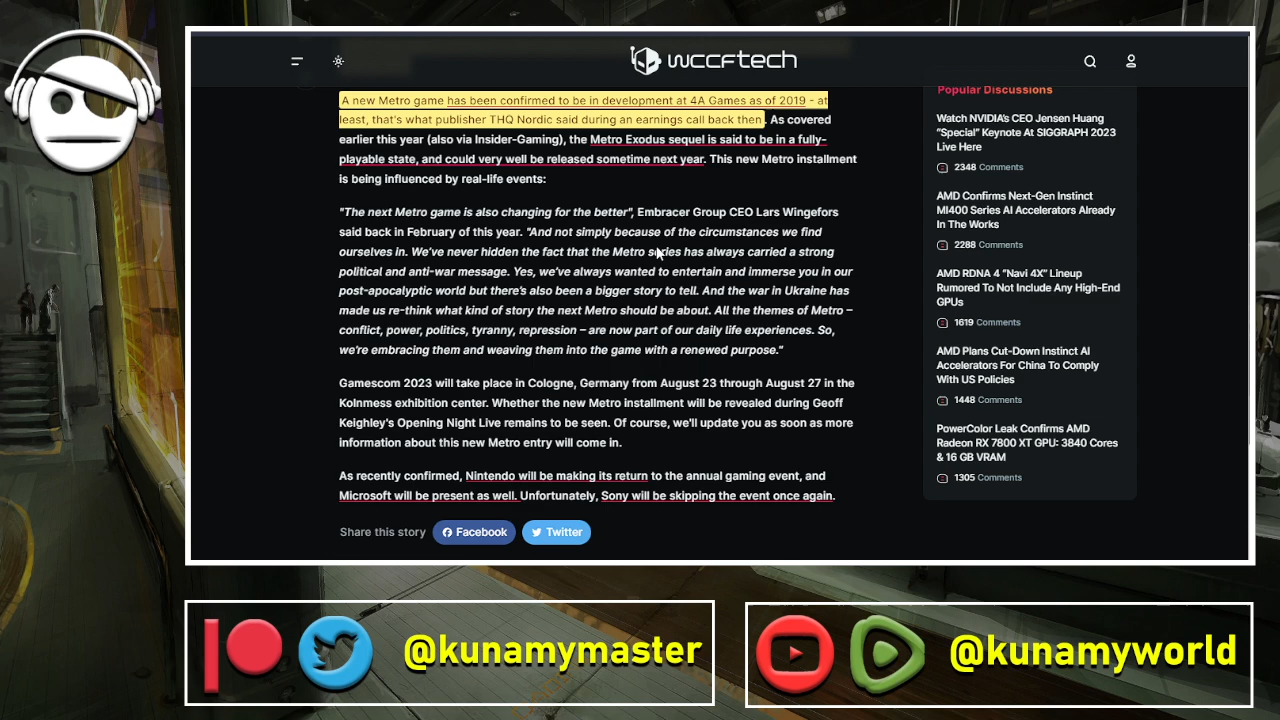 wccftech
A new Metro game has been confirmed to be in development at 4A Games as of 2019 - at
least, that's what publisher THQ Nordic said during an earnings call back then. As covered
earlier this year (also via Insider-Gaming), the Metro Exodus sequel is said to be in a fully-
playable state, and could very well be released sometime next year. This new Metro installment
is being influenced by real-life events:
"The next Metro game is also changing for the better", Embracer Group CEO Lars Wingefors
said back in February of this year. "And not simply because of the circumstances we find
ourselves in. We've never hidden the fact that the Metro series has always carried a strong
political and anti-war message. Yes, we've always wanted to entertain and immerse you in our
post-apocalyptic world but there's also been a bigger story to tell. And the war in Ukraine has
made us re-think what kind of story the next Metro should be about. All the themes of Metro –
conflict, power, politics, tyranny, repression – are now part of our daily life experiences. So,
we're embracing them and weaving them into the game with a renewed purpose."
Gamescom 2023 will take place in Cologne, Germany from August 23 through August 27 in the
Kolnmess exhibition center. Whether the new Metro installment will be revealed during Geoff
Keighley's Opening Night Live remains to be seen. Of course, we'll update you as soon as more
information about this new Metro entry will come in.
As recently confirmed, Nintendo will be making its return to the annual gaming event, and
Microsoft will be present as well. Unfortunately, Sony will be skipping the event once again.
Share this story
Facebook
Twitter
Popular Discussions
Watch NVIDIA's CEO Jensen Huang
"Special" Keynote At SIGGRAPH 2023
Live Here
2348 Comments
AMD Confirms Next-Gen Instinct
MI400 Series AI Accelerators Already
In The Works
2288 Comments
AMD RDNA 4 "Navi 4X" Lineup
Rumored To Not Include Any High-End
GPUs
1619 Comments
AMD Plans Cut-Down Instinct AI
Accelerators For China To Comply
With US Policies
1448 Comments
PowerColor Leak Confirms AMD
Radeon RX 7800 XT GPU: 3840 Cores
& 16 GB VRAM
1305 Comments
@kunamymaster
@kunamyworld